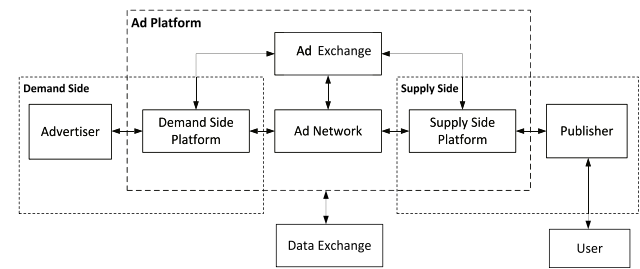 Ad Platform
Ad Exchange
Demand Side
Supply Side
Advertiser
Demand Side
Platform
Ad Network
Supply Side
Platform
Publisher
Data Exchange
User